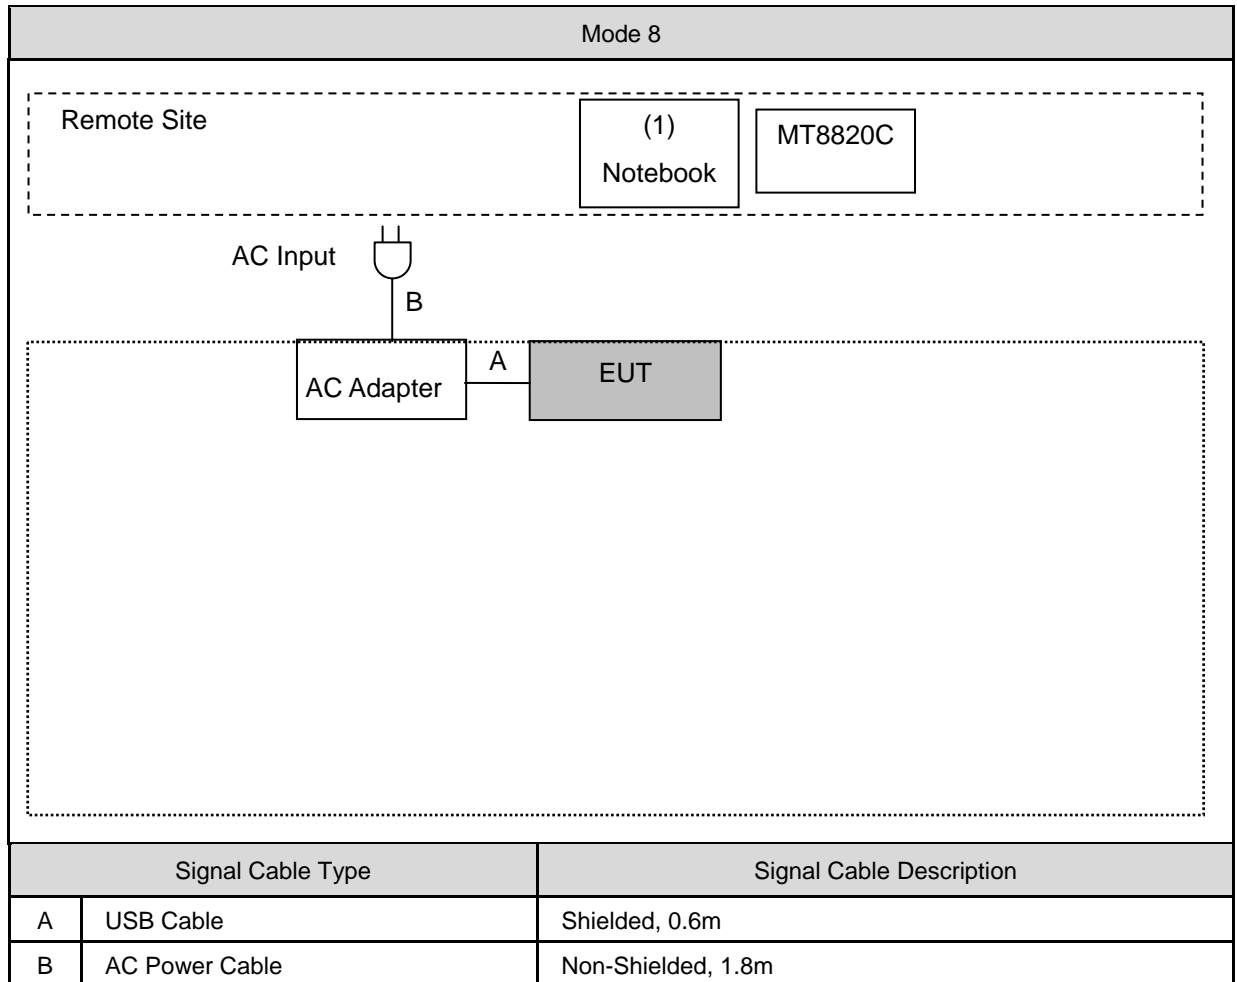 Mode 8
Remote Site
(1)
Notebook
MT8820C
AC Input
B
AC Adapter
A
EUT
Signal Cable Type
Signal Cable Description
A
USB Cable
Shielded, 0.6m
B
AC Power Cable
Non-Shielded, 1.8m